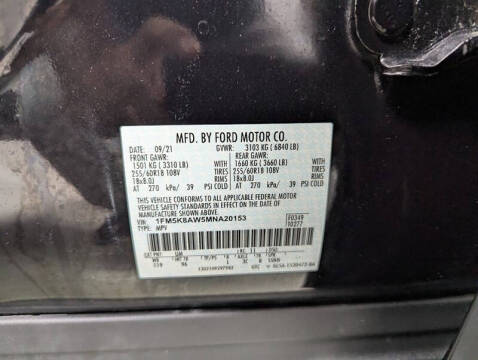 MFD. BY FORD MOTOR CO.
DATE: 09/21 GVWR: 3103 KG ( 6840 LB)
FRONT GAWR: REAR GAWR:
1501 KG ( 3310 LB) WITH 1660 KG ( 3660 LB) WITH
255/60R18 108V TIRES 255/60R18 108V TIRES
18x8.0J RIMS 18x8.0J RIMS
AT 270 kPa/ 39 PSI COLD AT 270 kPa/ 39 PSI COLD
THIS VEHICLE CONFORMS TO ALL APPLICABLE FEDERAL MOTOR
VEHICLE SAFETY STANDARDS IN EFFECT ON THE DATE OF MANUFACTURE
VIN: 1FM5K8AW5MNA20153 F0349
TYPE: MPV 10277